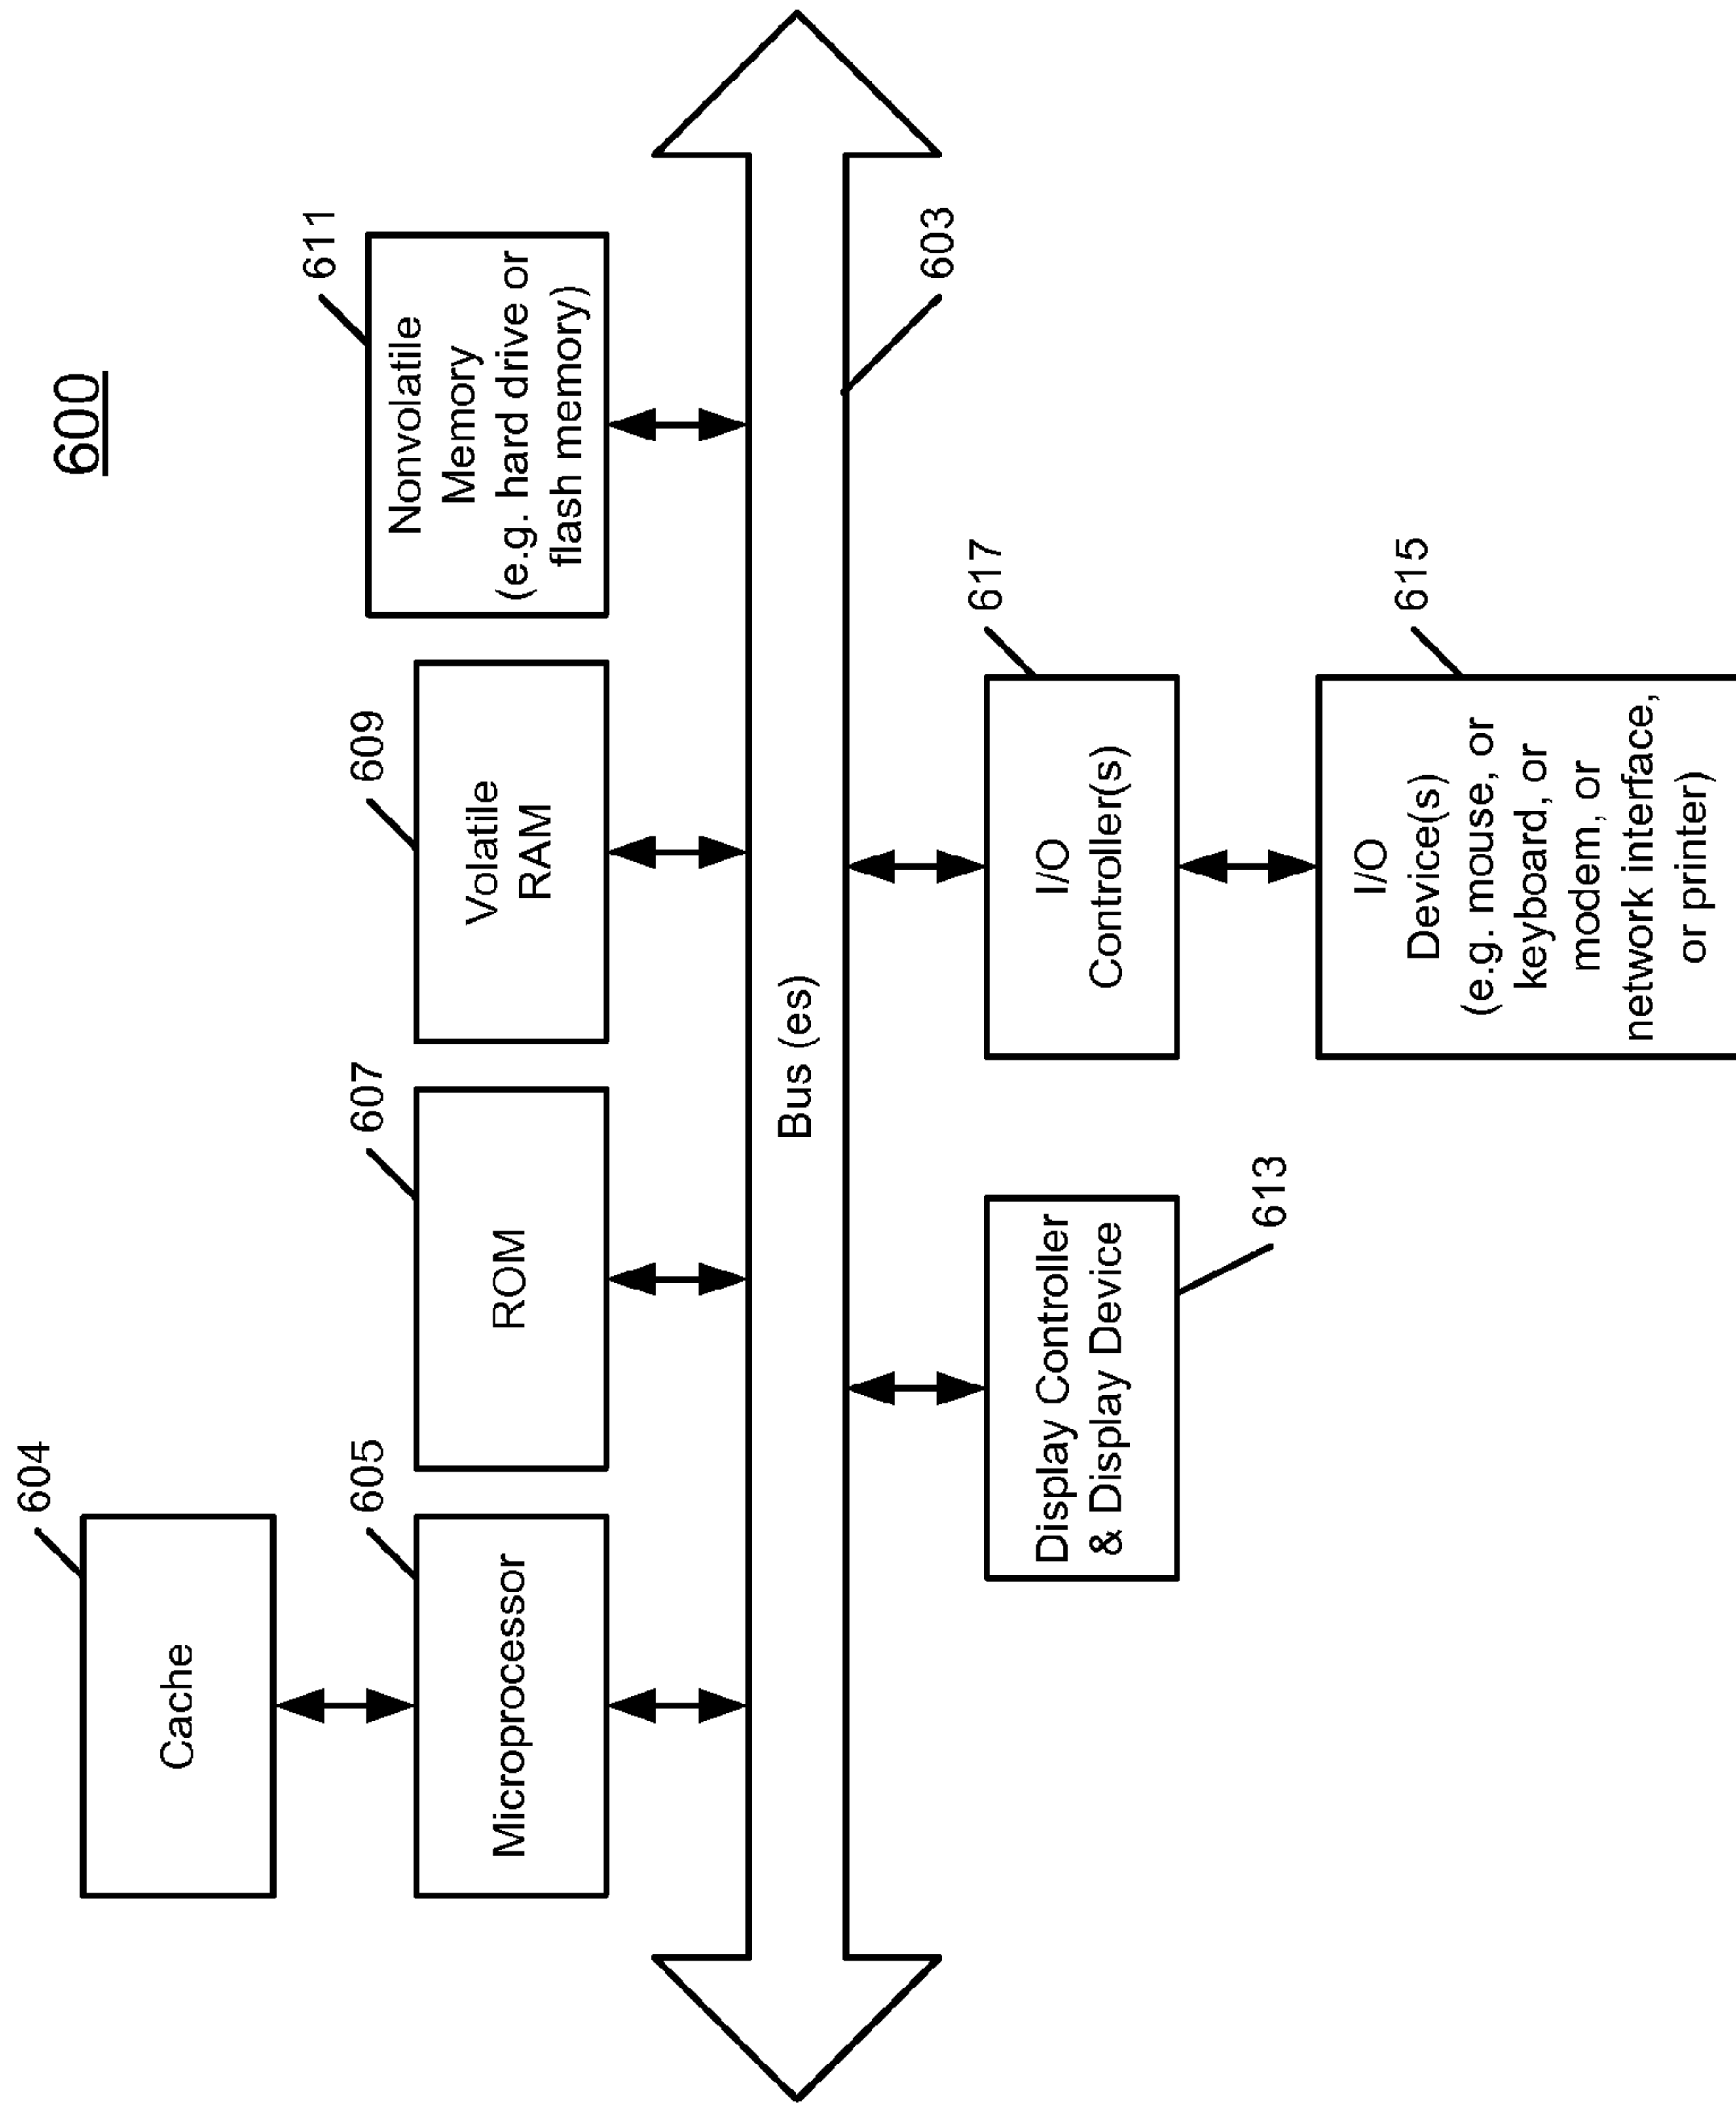 600
604
Cache
605
Microprocessor
607
ROM
609
Volatile
RAM
611
Nonvolatile
Memory
(e.g. hard drive or
flash memory)
Bus (es)
603
613
Display Controller
& Display Device
617
I/O
Controller(s)
615
I/O
Device(s)
(e.g. mouse, or
keyboard, or
modem, or
network interface,
or printer)